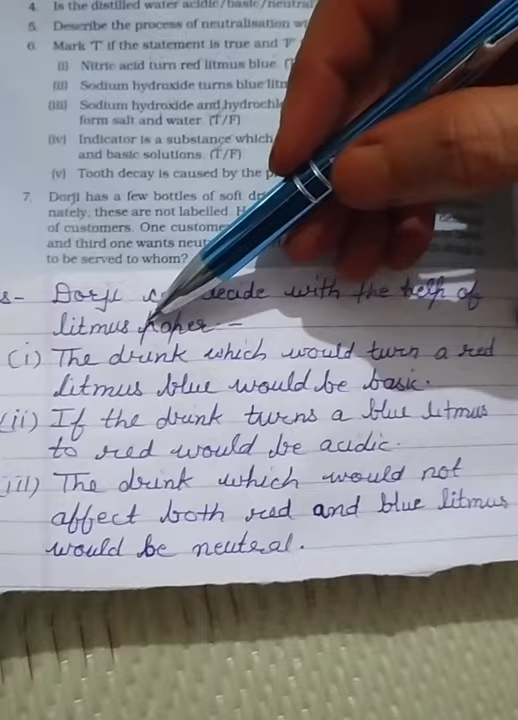 4. Is the distilled water acidic/basic/neutral
5. Describe the process of neutralisation
6. Mark 'T' if the statement is true and 'F'
(i) Nitric acid turn red litmus blue. (
(ii) Sodium hydroxide turns blue
(iii) Sodium hydroxide and
form salt and water. (T/F)
(iv) Indicator is a substance which
and basic solutions. (T/F)
(v) Tooth decay is caused by the
7. Dorji has a few bottles of soft
nately, these are not labelled.
of customers. One
and third one wants
to be served to whom?
Dorji decide with the help of
litmus paper -
(i) The drink which would turn a red
litmus blue would be basic.
(ii) If the drink turns a blue litmus
to red would be acidic.
(iii) The drink which would not
affect both red and blue litmus
would be neutral.